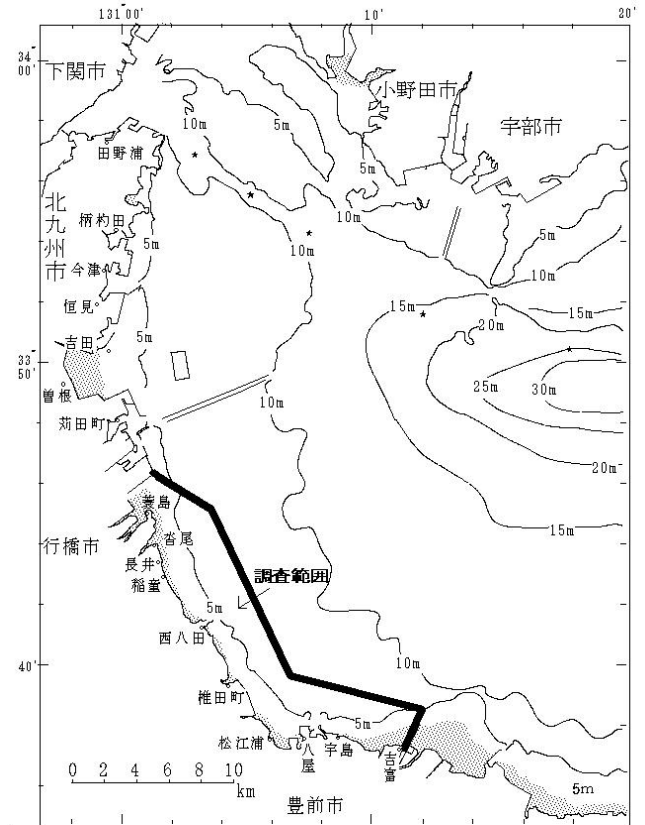 131°00'
10'
20'
34°
00'
下関市
小野田市
宇部市
10m
5m
5m
田野浦
北九州市
柄杓田
5m
10m
10m
5m
10m
今津
恒見
15m
20m
15m
5m
吉田
33°
50'
曽根
10m
25m
30m
苅田町
20m
15m
蓑島
行橋市
沓尾
長井
稲童
調査範囲
5m
西八田
40'
10m
椎田町
松江浦
八屋
宇島
5m
吉富
0 2 4 6 8 10
km
5m
豊前市